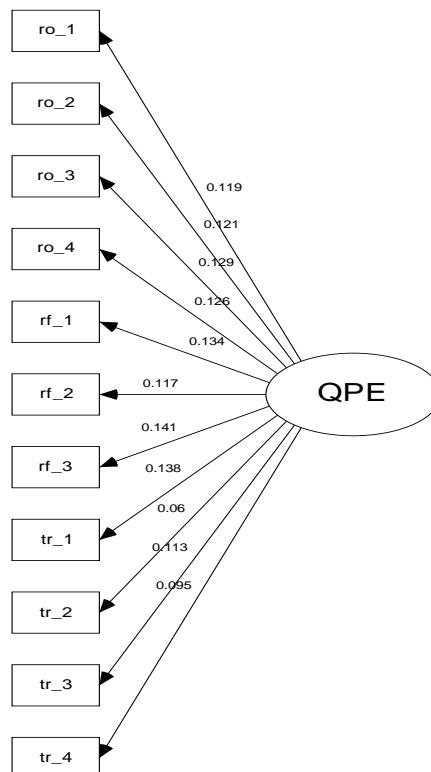 ro_1
ro_2
ro_3
ro_4
rf_1
rf_2
rf_3
tr_1
tr_2
tr_3
tr_4
0.119
0.121
0.129
0.126
0.134
0.117
0.141
0.138
0.06
0.113
0.095
QPE